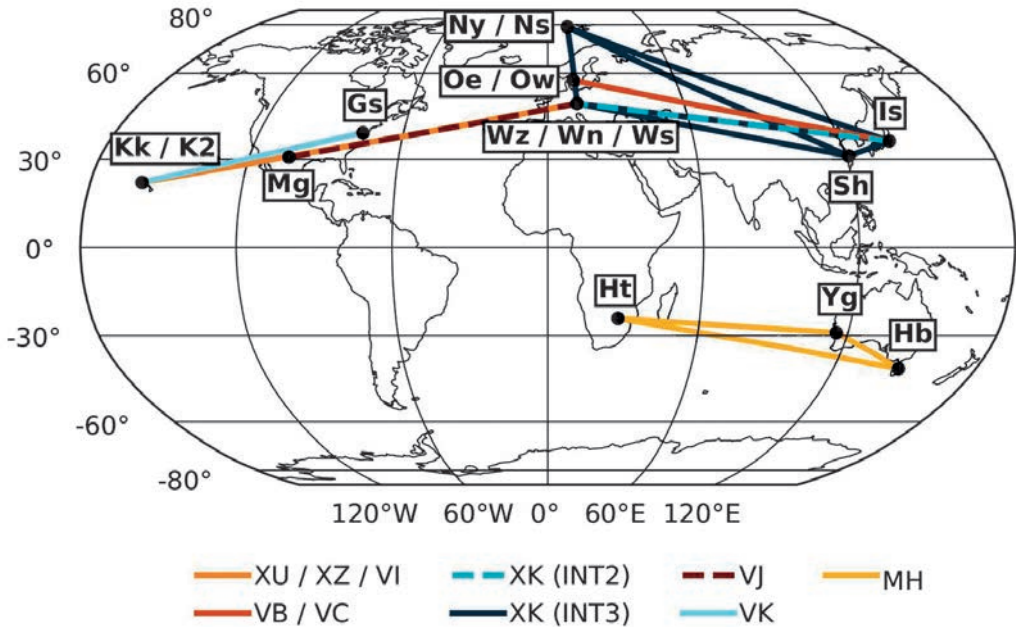 80°
Ny / Ns
60°
Oe / Ow
Gs
Is
Kk / K2
Wz / Wn / Ws
30°
Mg
Sh
0°
Ht
Yg
-30°
Hb
-60°
-80°
120°W 60°W 0° 60°E 120°E
XU / XZ / VI XK (INT2) VJ MH
VB / VC XK (INT3) VK